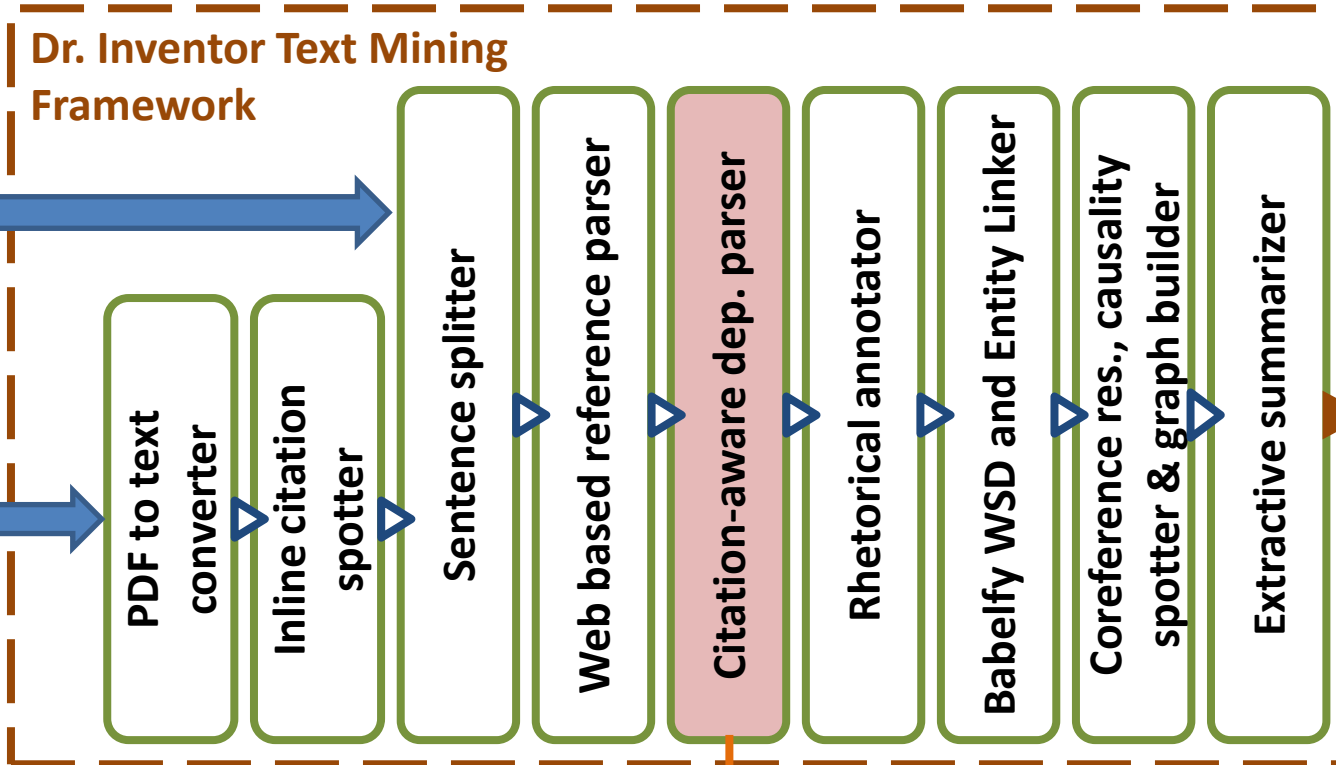 Dr. Inventor Text Mining
Framework
PDF to text
converter
Inline citation
spotter
Sentence splitter
Web based reference parser
Citation-aware dep. parser
Rhetorical annotator
Babelfy WSD and Entity Linker
Coreference res., causality
spotter & graph builder
Extractive summarizer